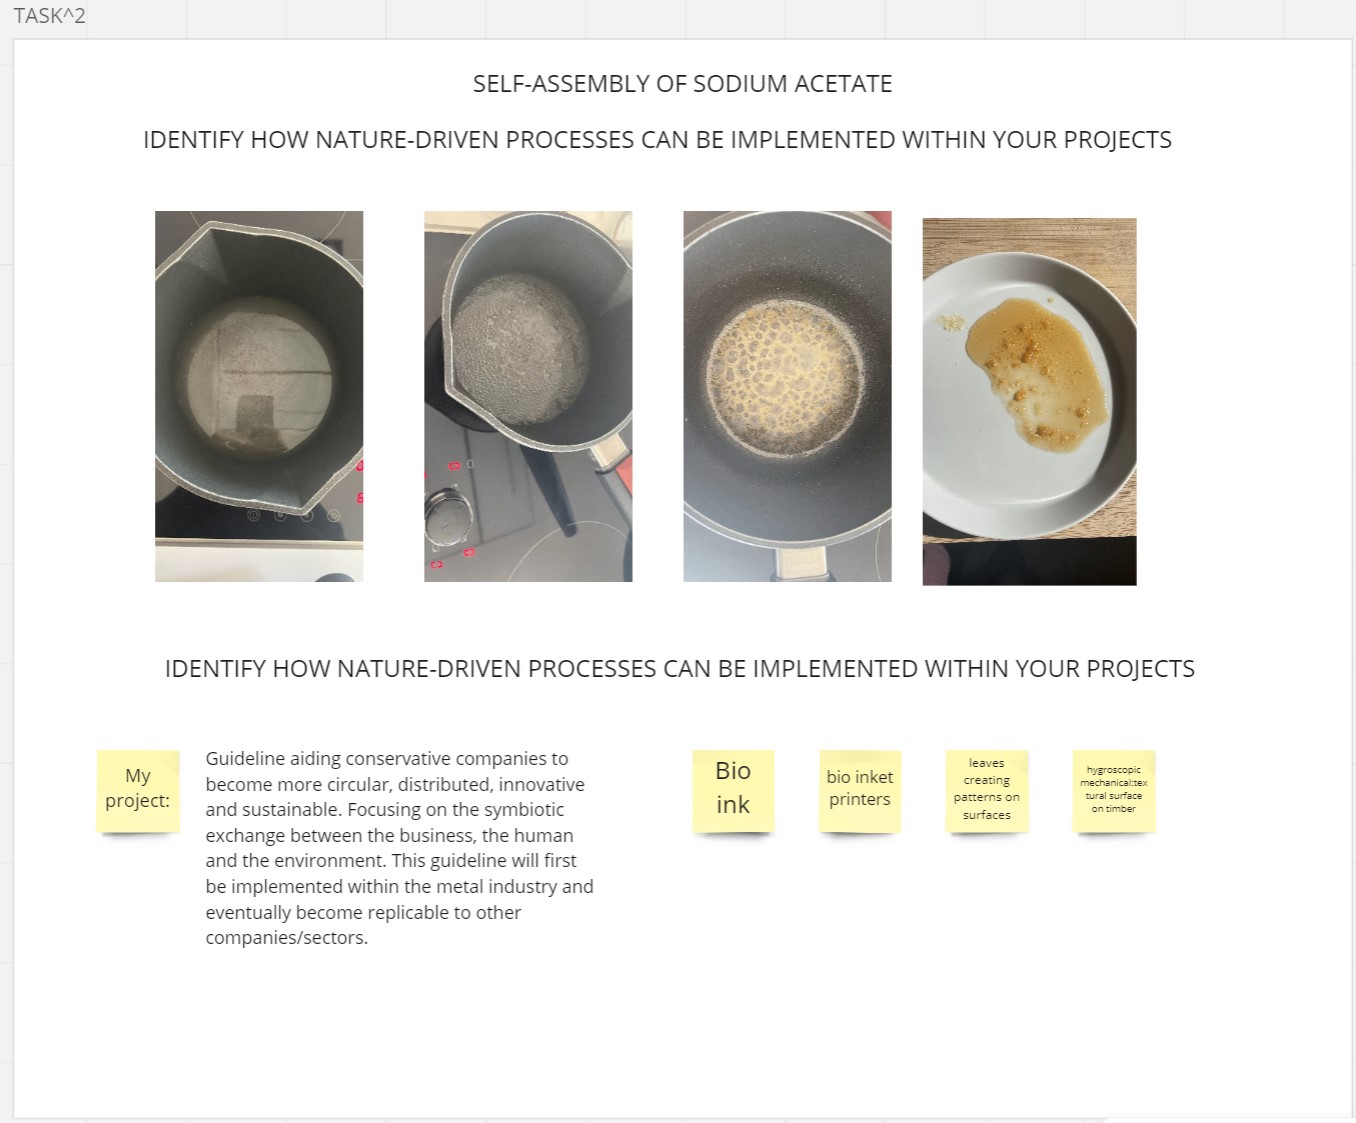 TASK^2
SELF-ASSEMBLY OF SODIUM ACETATE
IDENTIFY HOW NATURE-DRIVEN PROCESSES CAN BE IMPLEMENTED WITHIN YOUR PROJECTS
IDENTIFY HOW NATURE-DRIVEN PROCESSES CAN BE IMPLEMENTED WITHIN YOUR PROJECTS
My
project:
Guideline aiding conservative companies to
become more circular, distributed, innovative
and sustainable. Focusing on the symbiotic
exchange between the business, the human
and the environment. This guideline will first
be implemented within the metal industry and
eventually become replicable to other
companies/sectors.
Bio
ink
bio inket
printers
leaves
creating
patterns on
surfaces
hygroscopic
mechanical:tex
tural surface
on timber